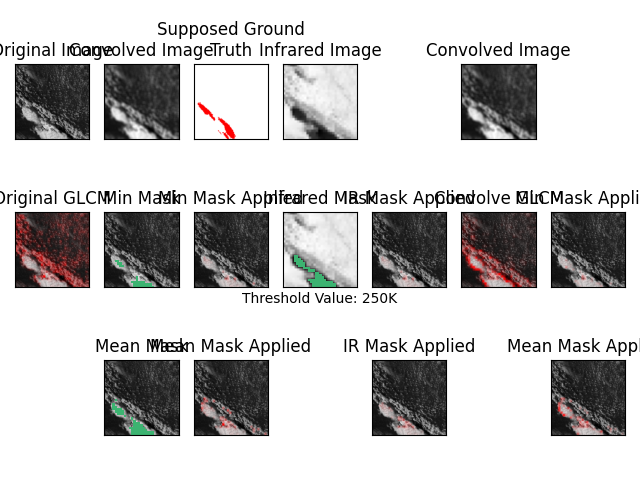 Supposed Ground
Original Image
Convolved Image
Truth
Infrared Image
Convolved Image
Original GLCM
Min Mask
Min Mask Applied
Infrared Mask
IR Mask Applied
Convolve GLCM
Min Mask Appli
Threshold Value: 250K
Mean Mask
Mean Mask Applied
IR Mask Applied
Mean Mask Appl